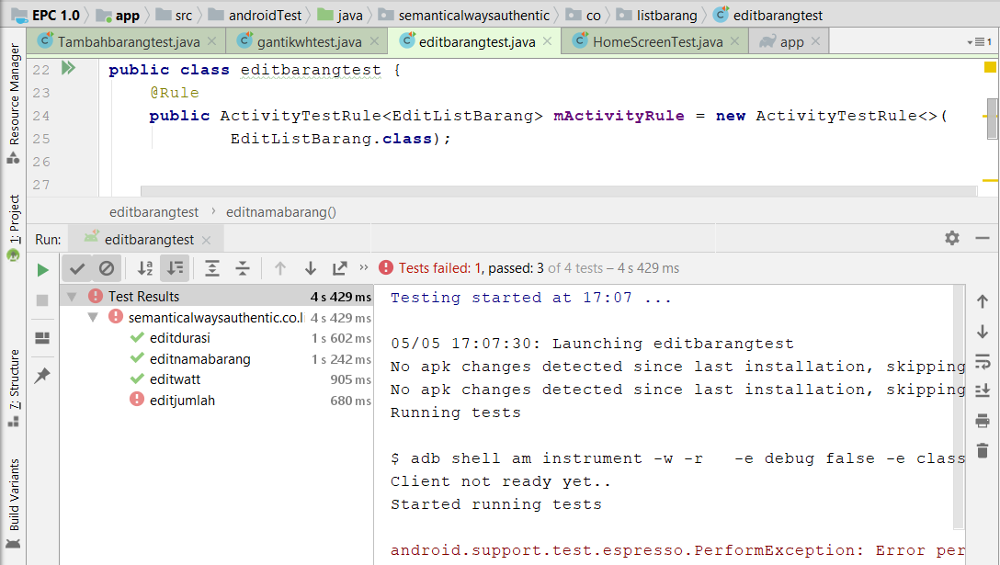 EPC 1.0 app src androidTest java semanticalwaysauthentic co listbarang editbarangtest
Tambahbarangtest.java gantikwhtest.java editbarangtest.java HomeScreenTest.java app 1
Resource Manager
1: Project
7: Structure
Build Variants
22 public class editbarangtest {
23 @Rule
24 public ActivityTestRule<EditListBarang> mActivityRule = new ActivityTestRule<>(
25 EditListBarang.class);
26
27
editbarangtest editnamabarang()
Run: editbarangtest
Tests failed: 1, passed: 3 of 4 tests – 4 s 429 ms
Test Results 4 s 429 ms
semanticalwaysauthentic.co.li 4 s 429 ms
editdurasi 1 s 602 ms
editnamabarang 1 s 242 ms
editwatt 905 ms
editjumlah 680 ms
Testing started at 17:07 ...
05/05 17:07:30: Launching editbarangtest
No apk changes detected since last installation, skipping
No apk changes detected since last installation, skipping
Running tests
$ adb shell am instrument -w -r   -e debug false -e class
Client not ready yet..
Started running tests
android.support.test.espresso.PerformException: Error per